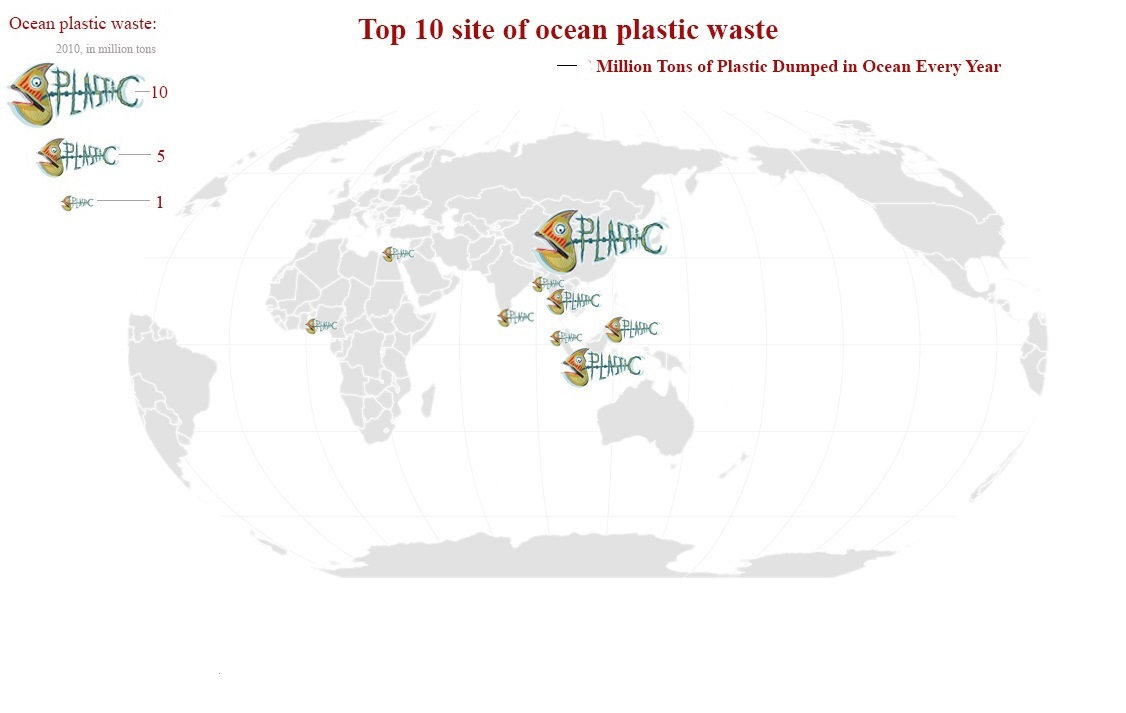 Ocean plastic waste:
2010, in million tons
PLASTIC 10
PLASTIC 5
PLASTIC 1
Top 10 site of ocean plastic waste
— Million Tons of Plastic Dumped in Ocean Every Year
PLASTIC
PLASTIC
PLASTIC
PLASTIC
PLASTIC
PLASTIC
PLASTIC
PLASTIC
PLASTIC